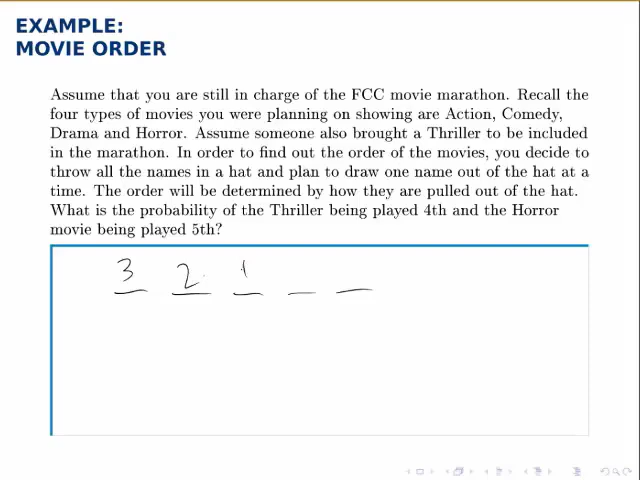 EXAMPLE:
MOVIE ORDER
Assume that you are still in charge of the FCC movie marathon. Recall the
four types of movies you were planning on showing are Action, Comedy,
Drama and Horror. Assume someone also brought a Thriller to be included
in the marathon. In order to find out the order of the movies, you decide to
throw all the names in a hat and plan to draw one name out of the hat at a
time. The order will be determined by how they are pulled out of the hat.
What is the probability of the Thriller being played 4th and the Horror
movie being played 5th?
3 2 1